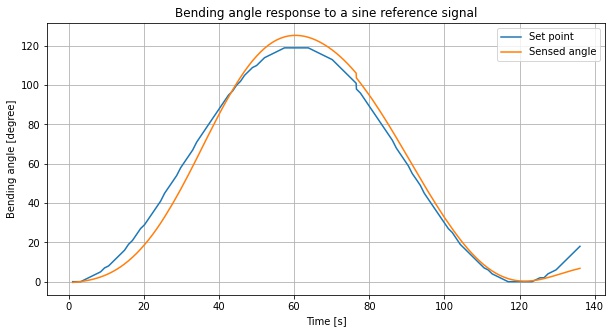 Bending angle response to a sine reference signal
Set point
Sensed angle
Bending angle [degree]
120
100
80
60
40
20
0
0 20 40 60 80 100 120 140
Time [s]